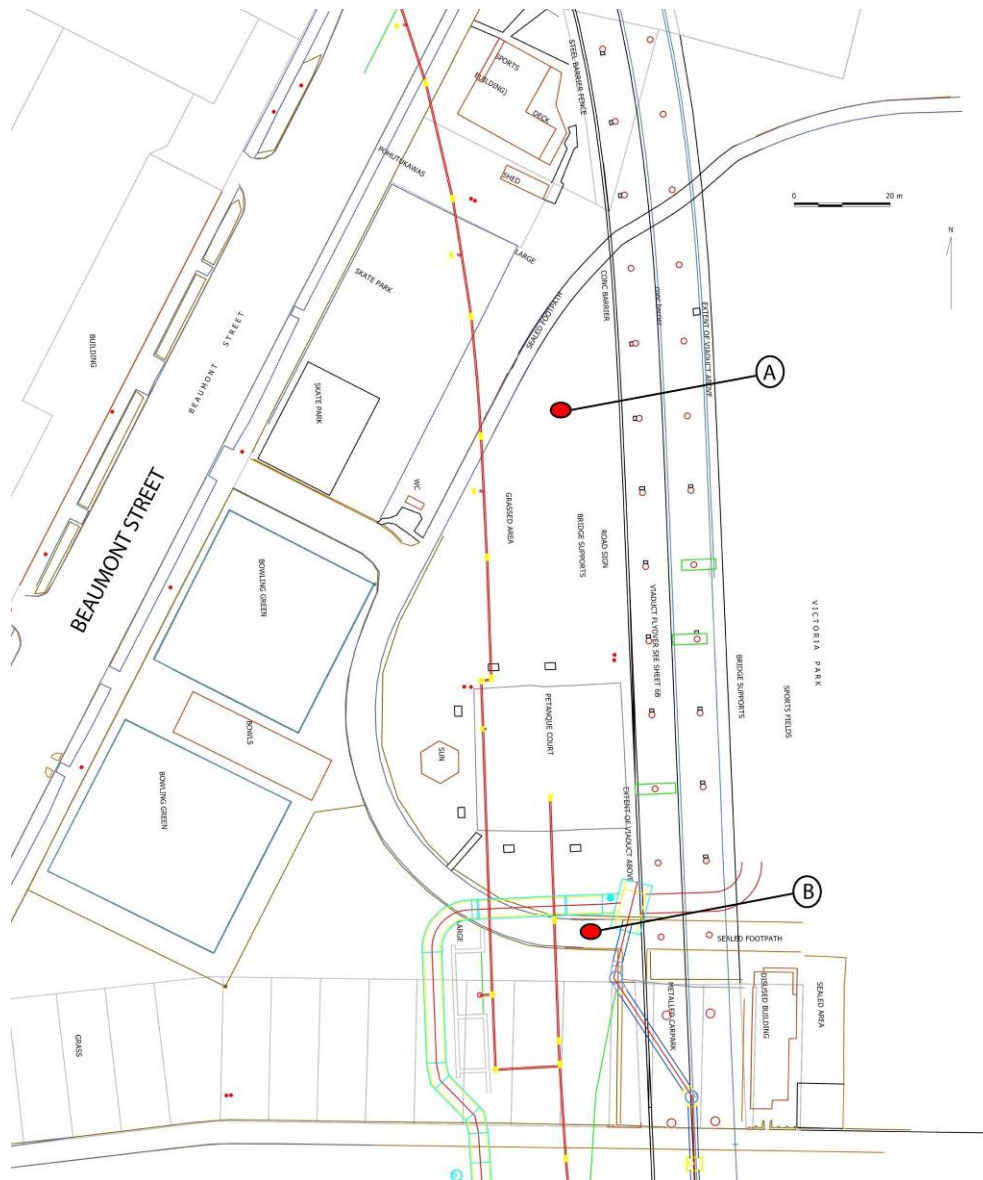 SPORTS
BUILDING)
DECK
STEEL BARRIER FENCE
POHUTUKAWAS
SHED
0 20 m
N
LARGE
SKATE PARK
CONC BARRIER
conc barrier
EXTENT OF VIADUCT ABOVE
SEALED FOOTPATH
BUILDING
BEAUMONT STREET
SKATE PARK
A
WC
GRASSED AREA
BRIDGE SUPPORTS
ROAD SIGN
BEAUMONT STREET
BOWLING GREEN
VIADUCT FLYOVER SEE SHEET 6B
VICTORIA PARK
BRIDGE SUPPORTS
SPORTS FIELDS
PETANQUE COURT
BOWLS
SUN
BOWLING GREEN
EXTENT OF VIADUCT ABOVE
B
LARGE
SEALED FOOTPATH
METALLED CARPARK
DISUSED BUILDING
SEALED AREA
GRASS